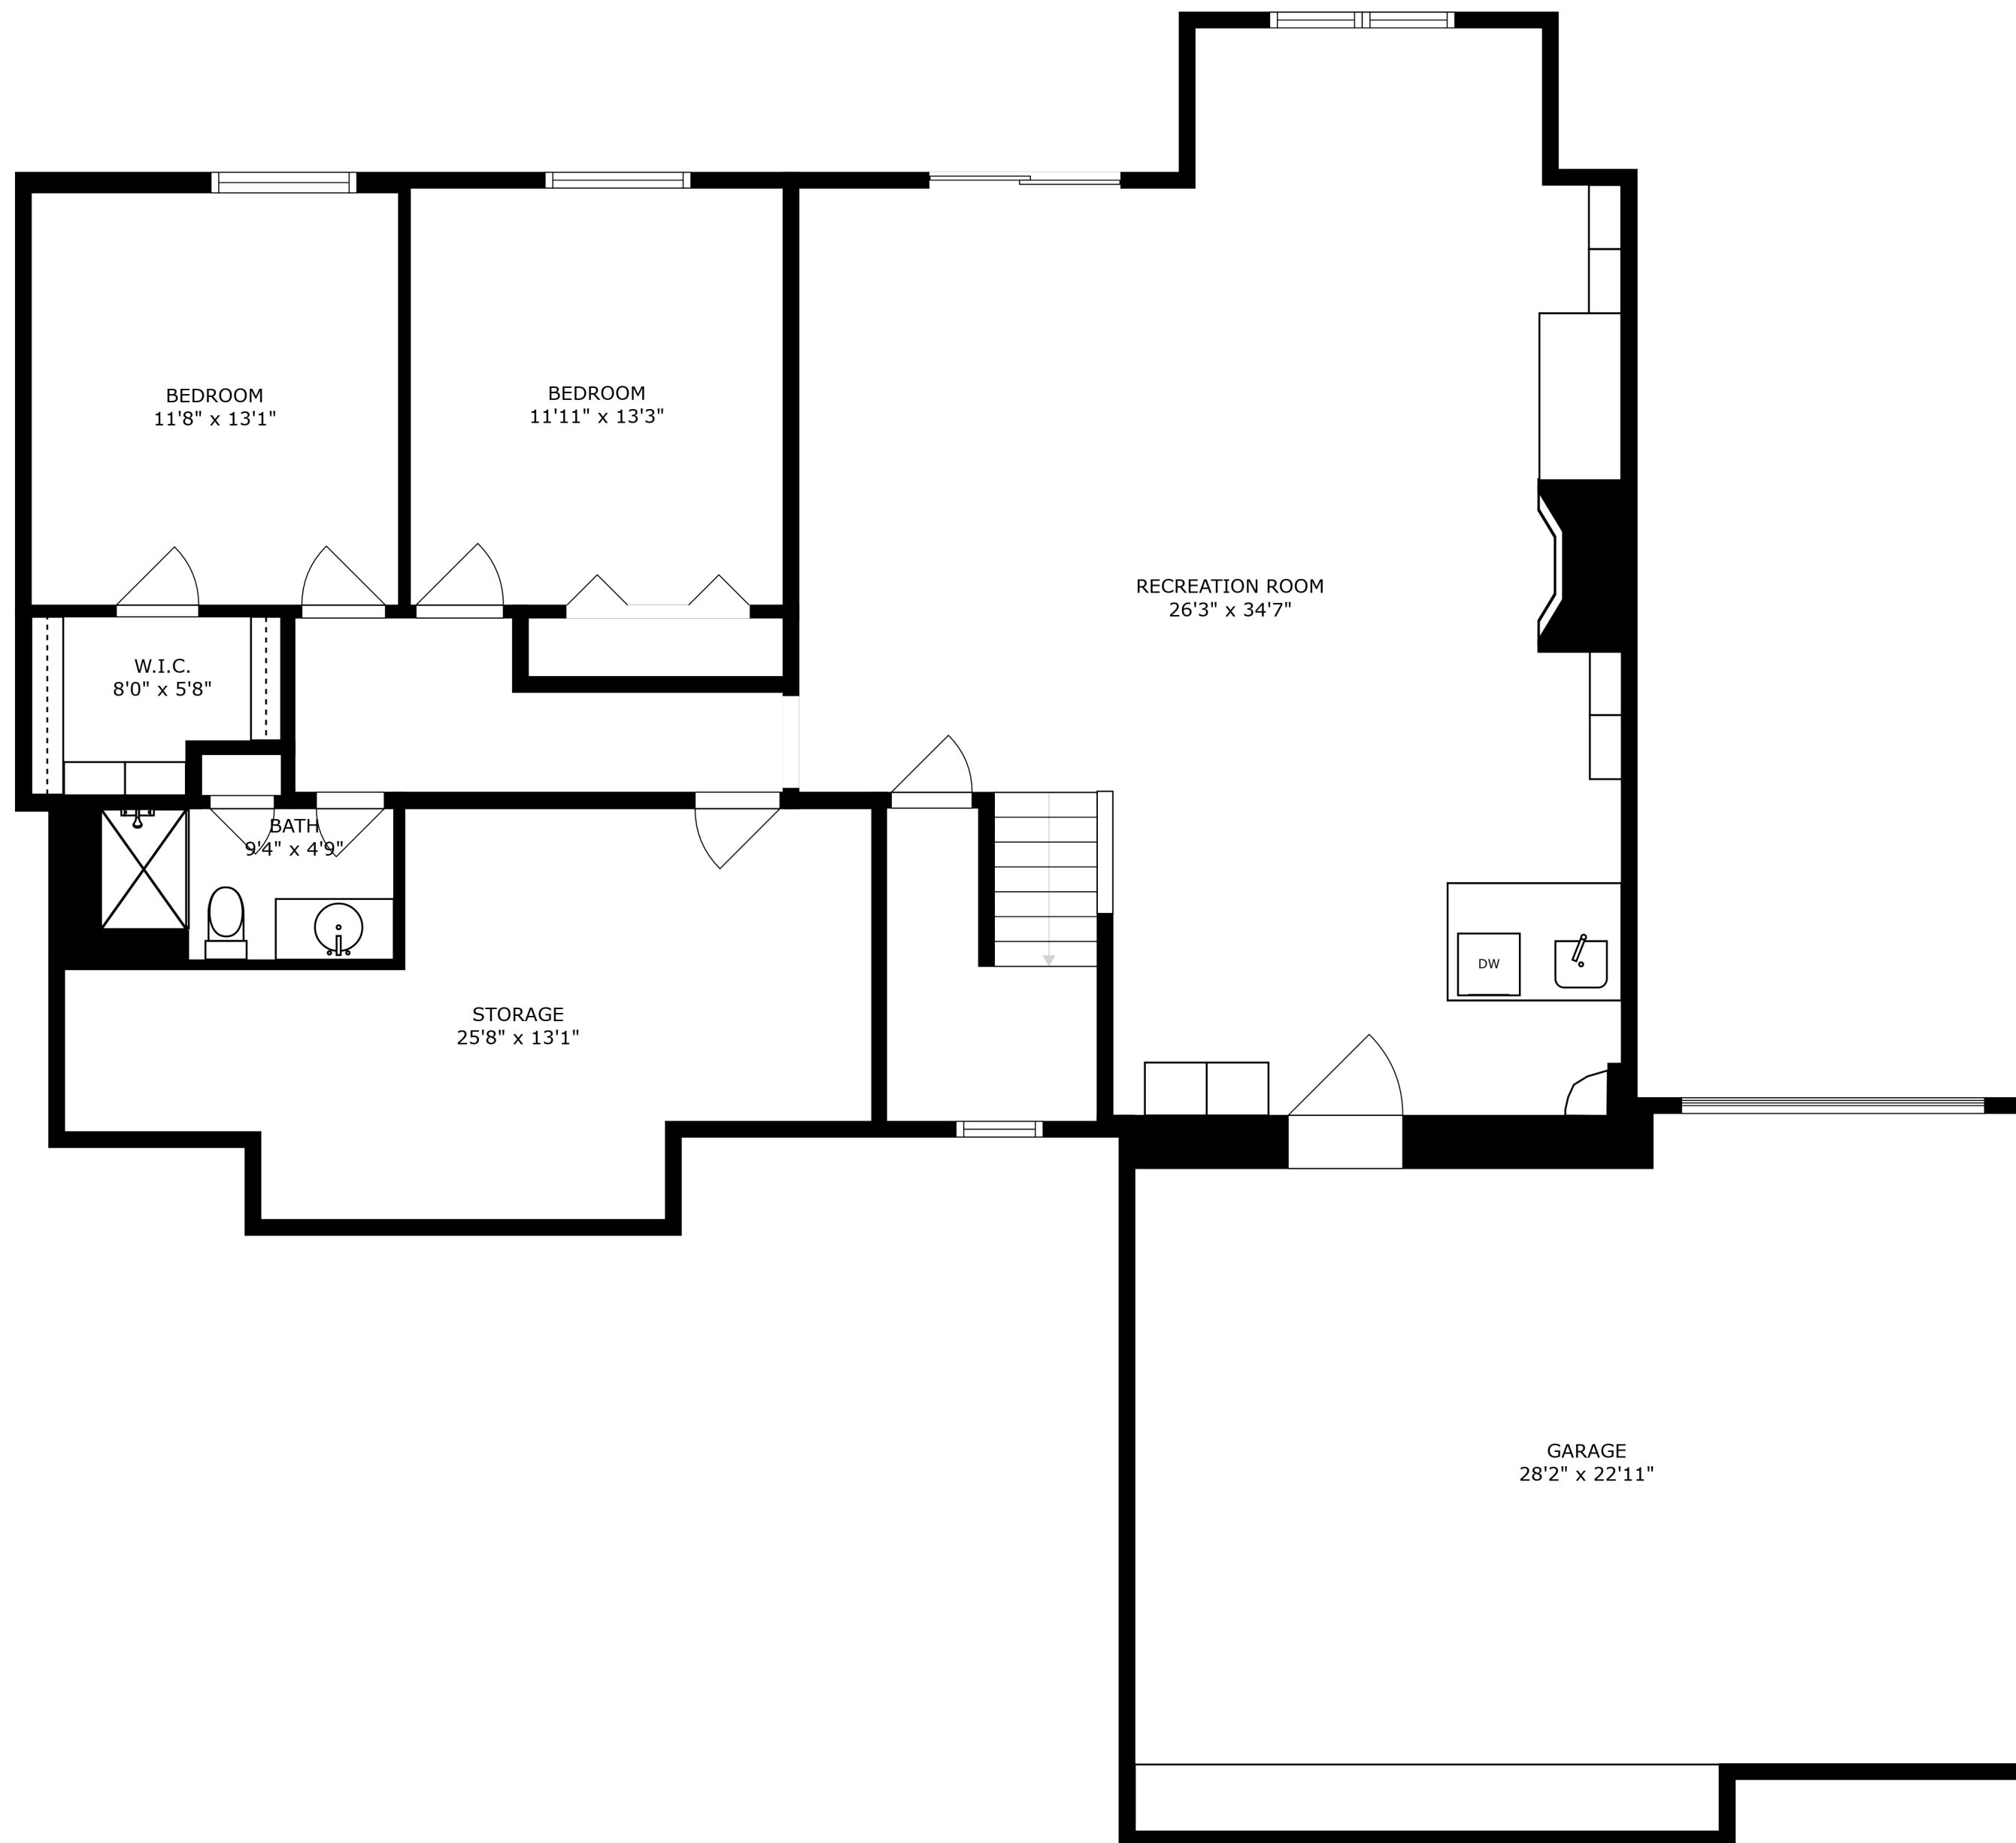 BEDROOM
11'8" x 13'1"
BEDROOM
11'11" x 13'3"
RECREATION ROOM
26'3" x 34'7"
W.I.C.
8'0" x 5'8"
BATH
9'4" x 4'9"
DW
STORAGE
25'8" x 13'1"
GARAGE
28'2" x 22'11"